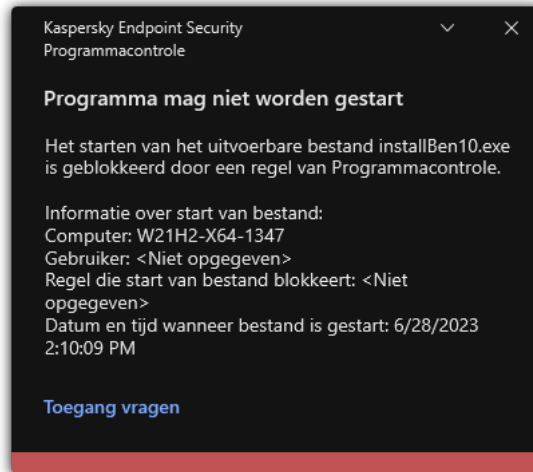 Kaspersky Endpoint Security
Programmacontrole
Programma mag niet worden gestart
Het starten van het uitvoerbare bestand installBen10.exe
is geblokkeerd door een regel van Programmacontrole.
Informatie over start van bestand:
Computer: W21H2-X64-1347
Gebruiker: <Niet opgegeven>
Regel die start van bestand blokkeert: <Niet
opgegeven>
Datum en tijd wanneer bestand is gestart: 6/28/2023
2:10:09 PM
Toegang vragen